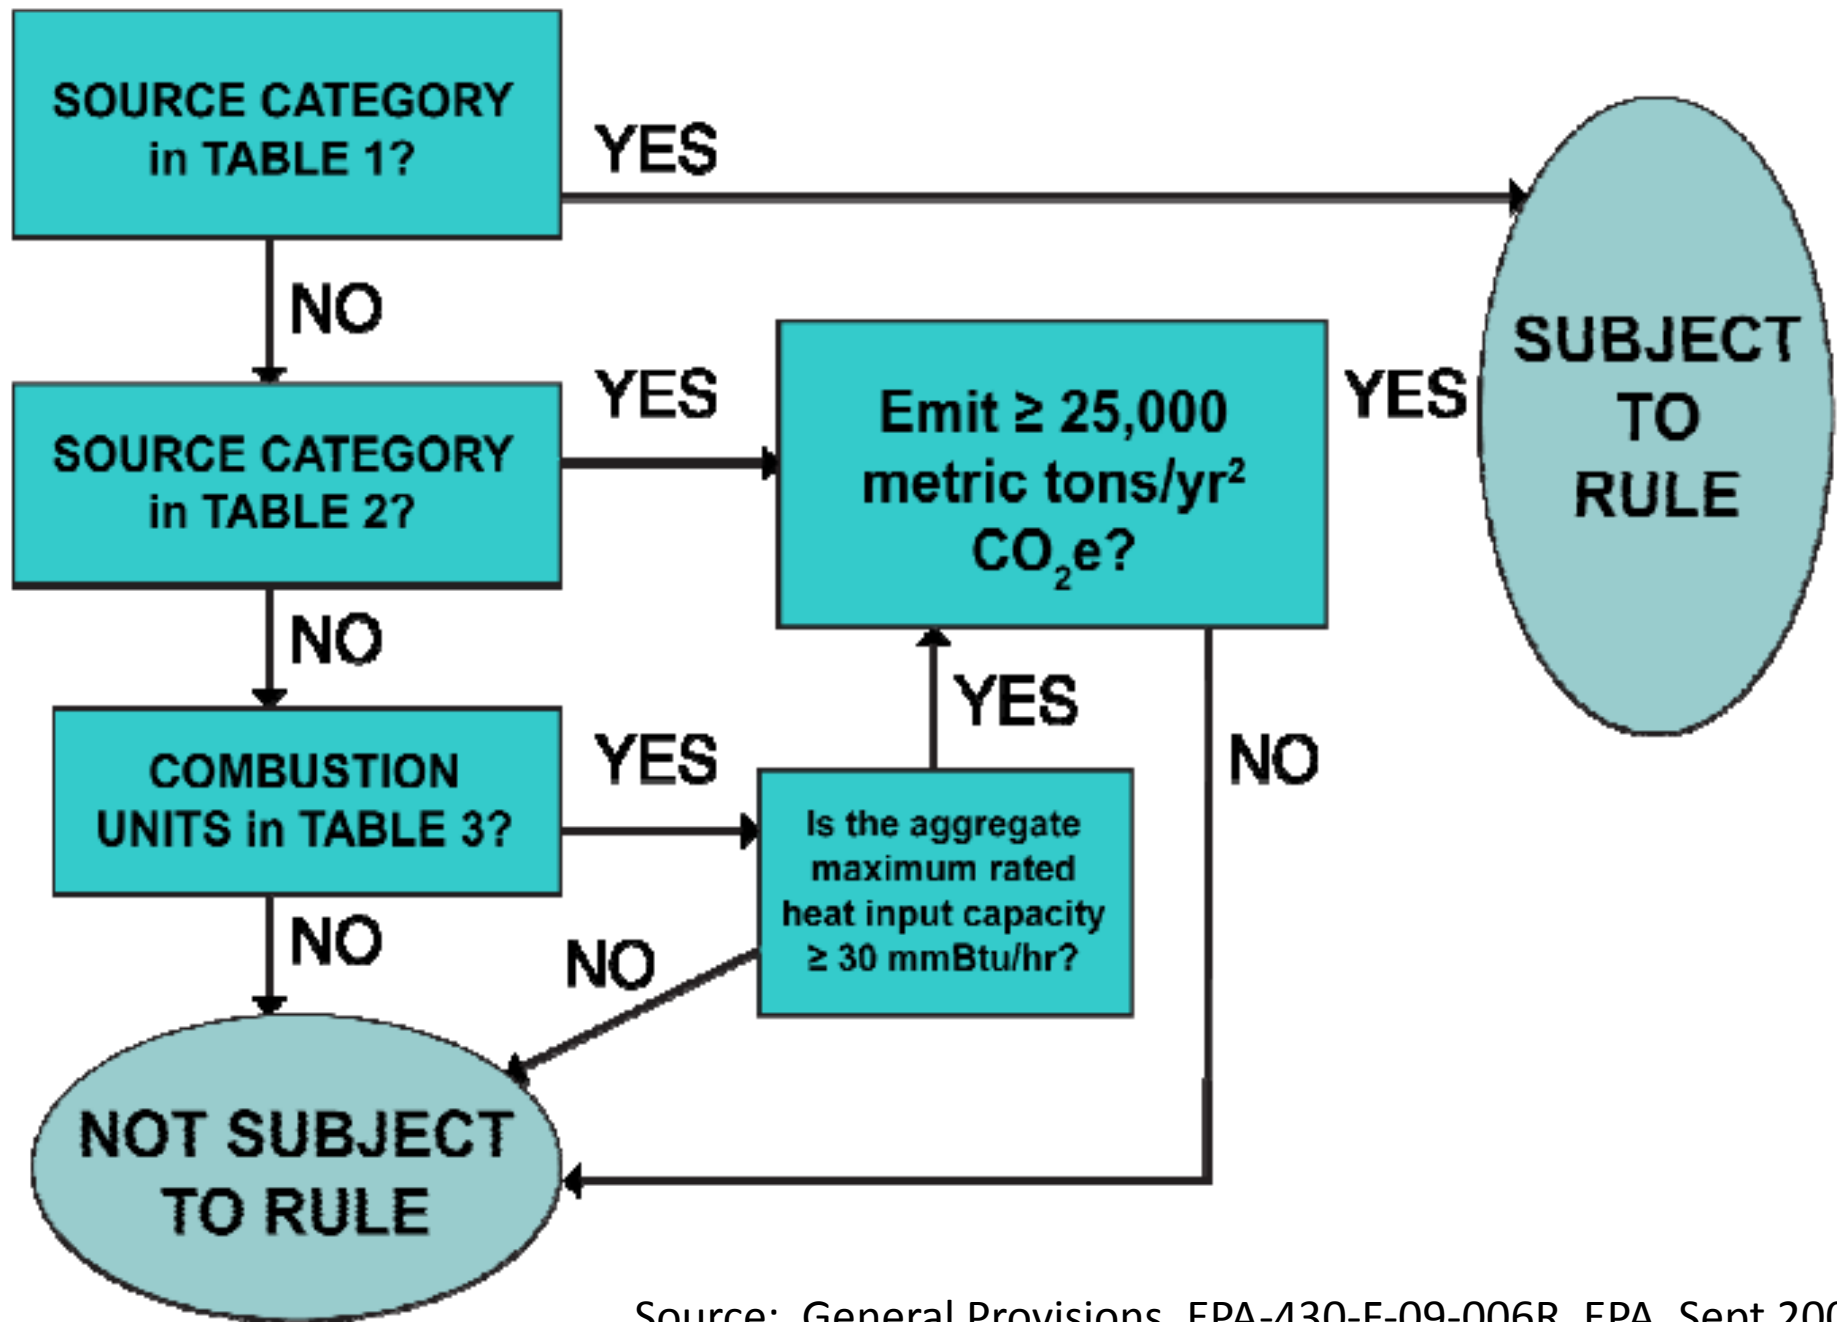 SOURCE CATEGORY
in TABLE 1?
YES
NO
SOURCE CATEGORY
in TABLE 2?
YES
Emit ≥ 25,000
metric tons/yr²
CO₂e?
YES
SUBJECT
TO
RULE
NO
COMBUSTION
UNITS in TABLE 3?
YES
Is the aggregate
maximum rated
heat input capacity
≥ 30 mmBtu/hr?
YES
NO
NO
NO
NOT SUBJECT
TO RULE
Source: General Provisions, EPA-430-F-09-006R, EPA, Sept 200